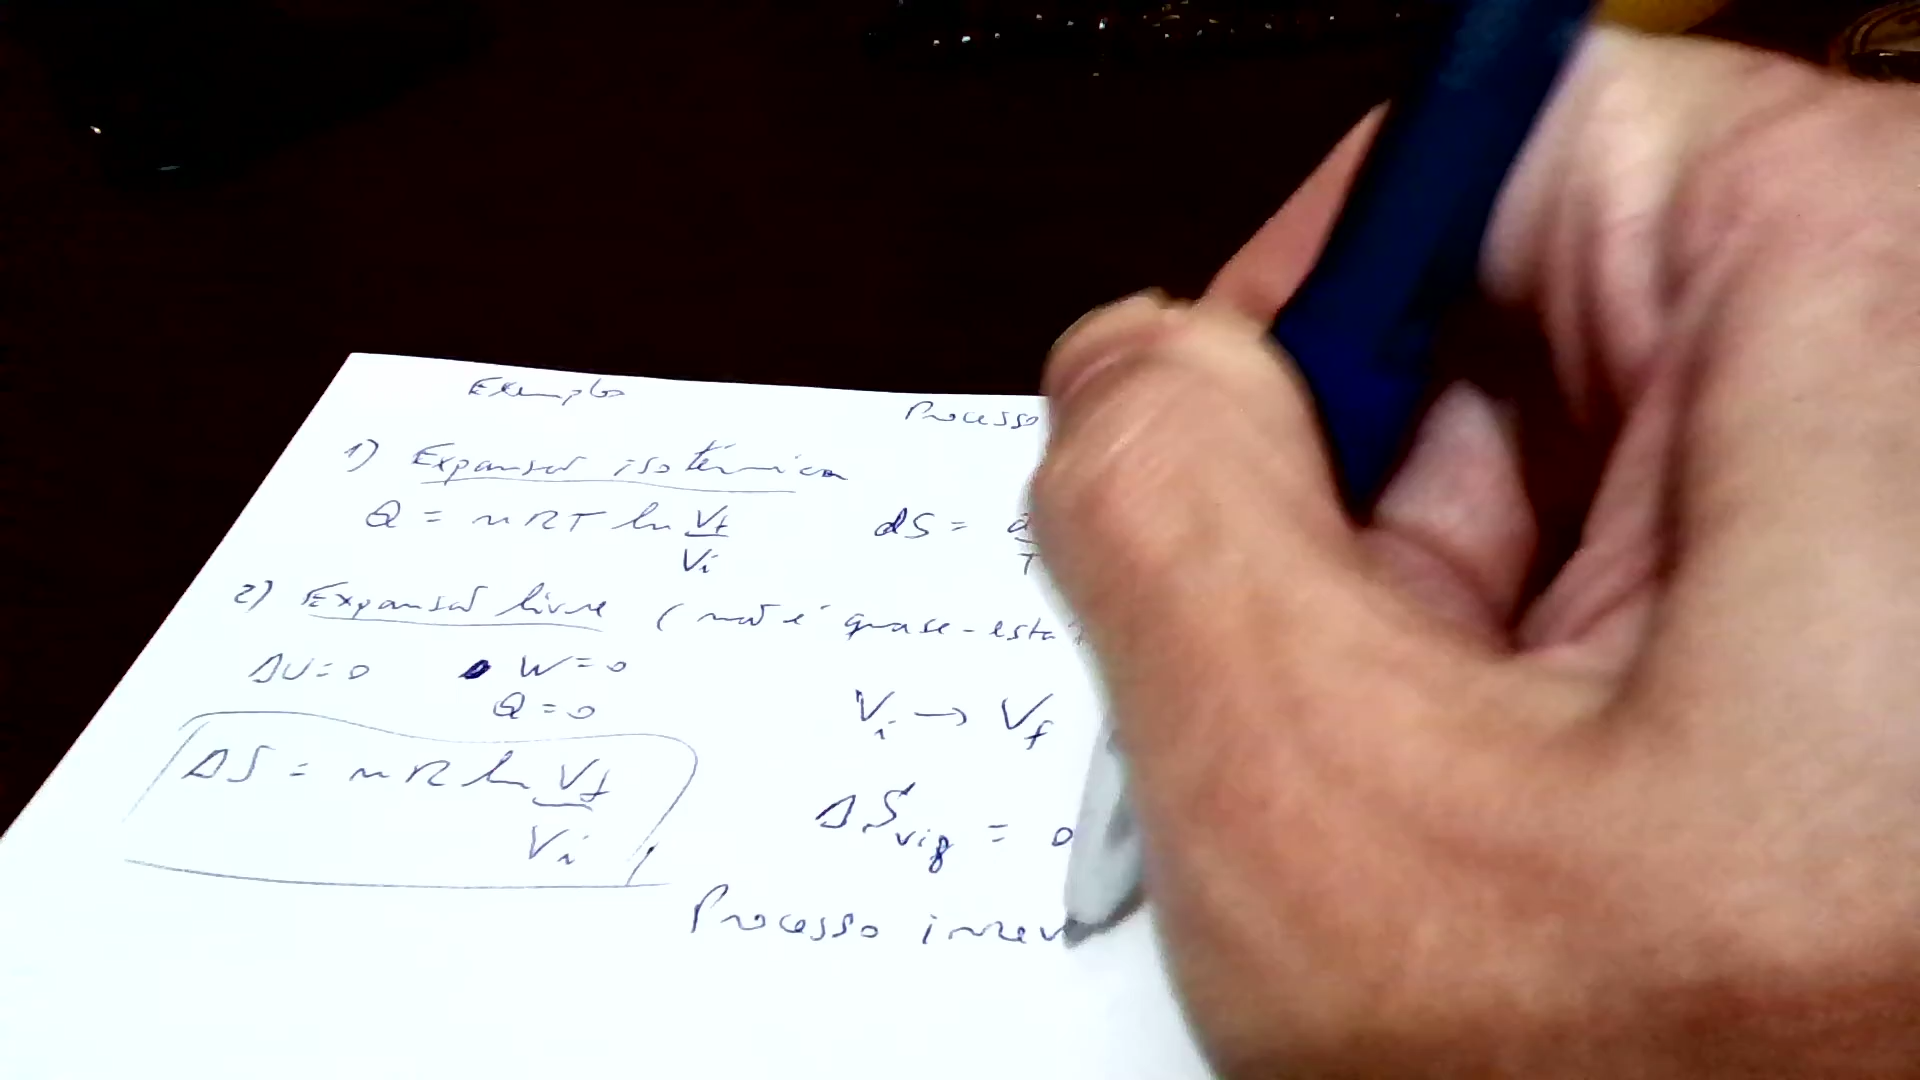 Exemplos
Processo
1) Expansão isotérmica
Q = nRT ln Vf/Vi
dS = d/T
2) Expansão livre (não é quase-está
ΔU=0 W=0
Q=0
Vi → Vf
ΔS = nR ln Vf/Vi
ΔSviz = 0
Processo irrev